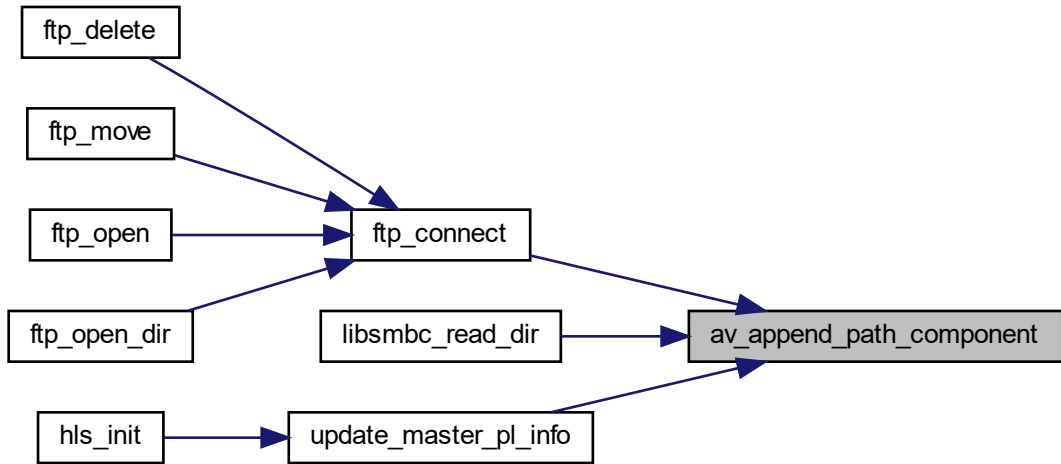 ftp_delete
ftp_move
ftp_open
ftp_connect
ftp_open_dir
libsmbc_read_dir
av_append_path_component
hls_init
update_master_pl_info